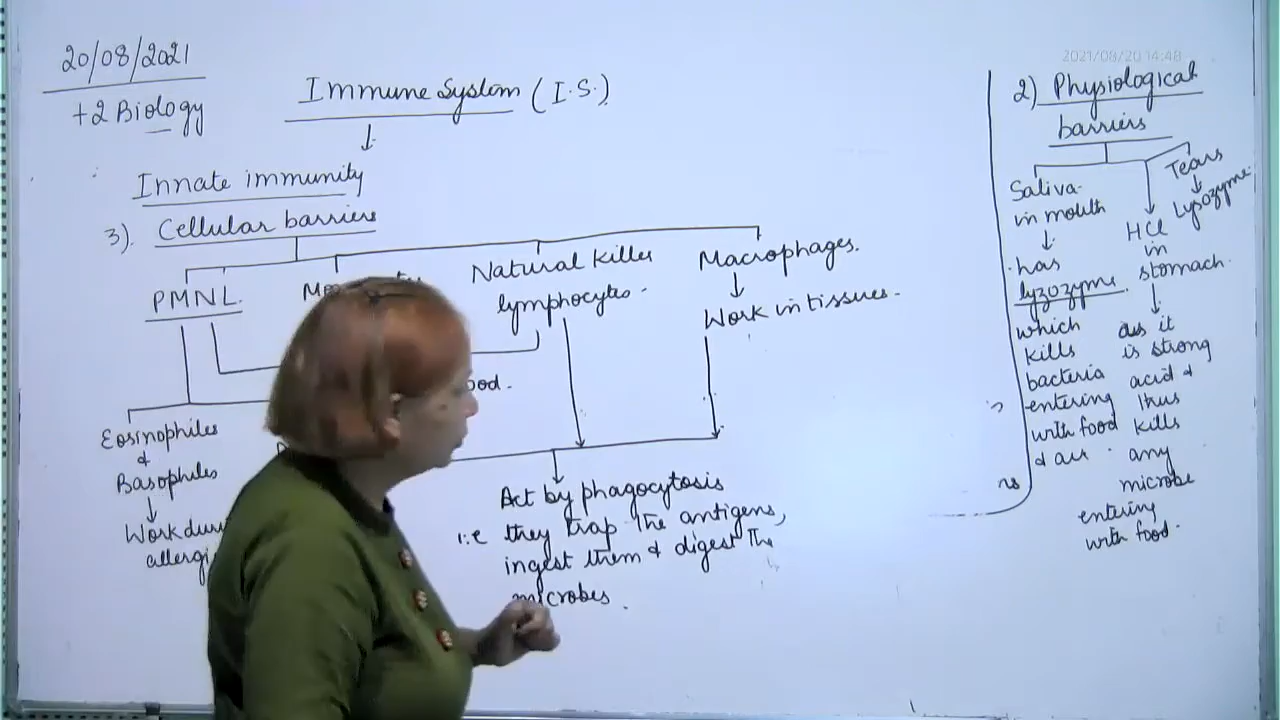 20/08/2021
+2 Biology
Immune System (I.S.)
Innate immunity
3). Cellular barriers
PMNL.
Natural Killer
lymphocytes.
Macrophages.
Work in tissues.
Eosinophiles
&
Basophiles
Work
Act by phagocytosis
i.e they trap the antigens,
ingest them & digest the
microbes.
2021/08/20 14:48
2) Physiological
barriers
Saliva
in mouth
has
lyzozyme
which
kills
bacteria
entering
with food
& air
HCl
in
stomach.
as it
is strong
acid &
thus
kills
any
microbe
entering
with food.
Tears
Lysozyme.